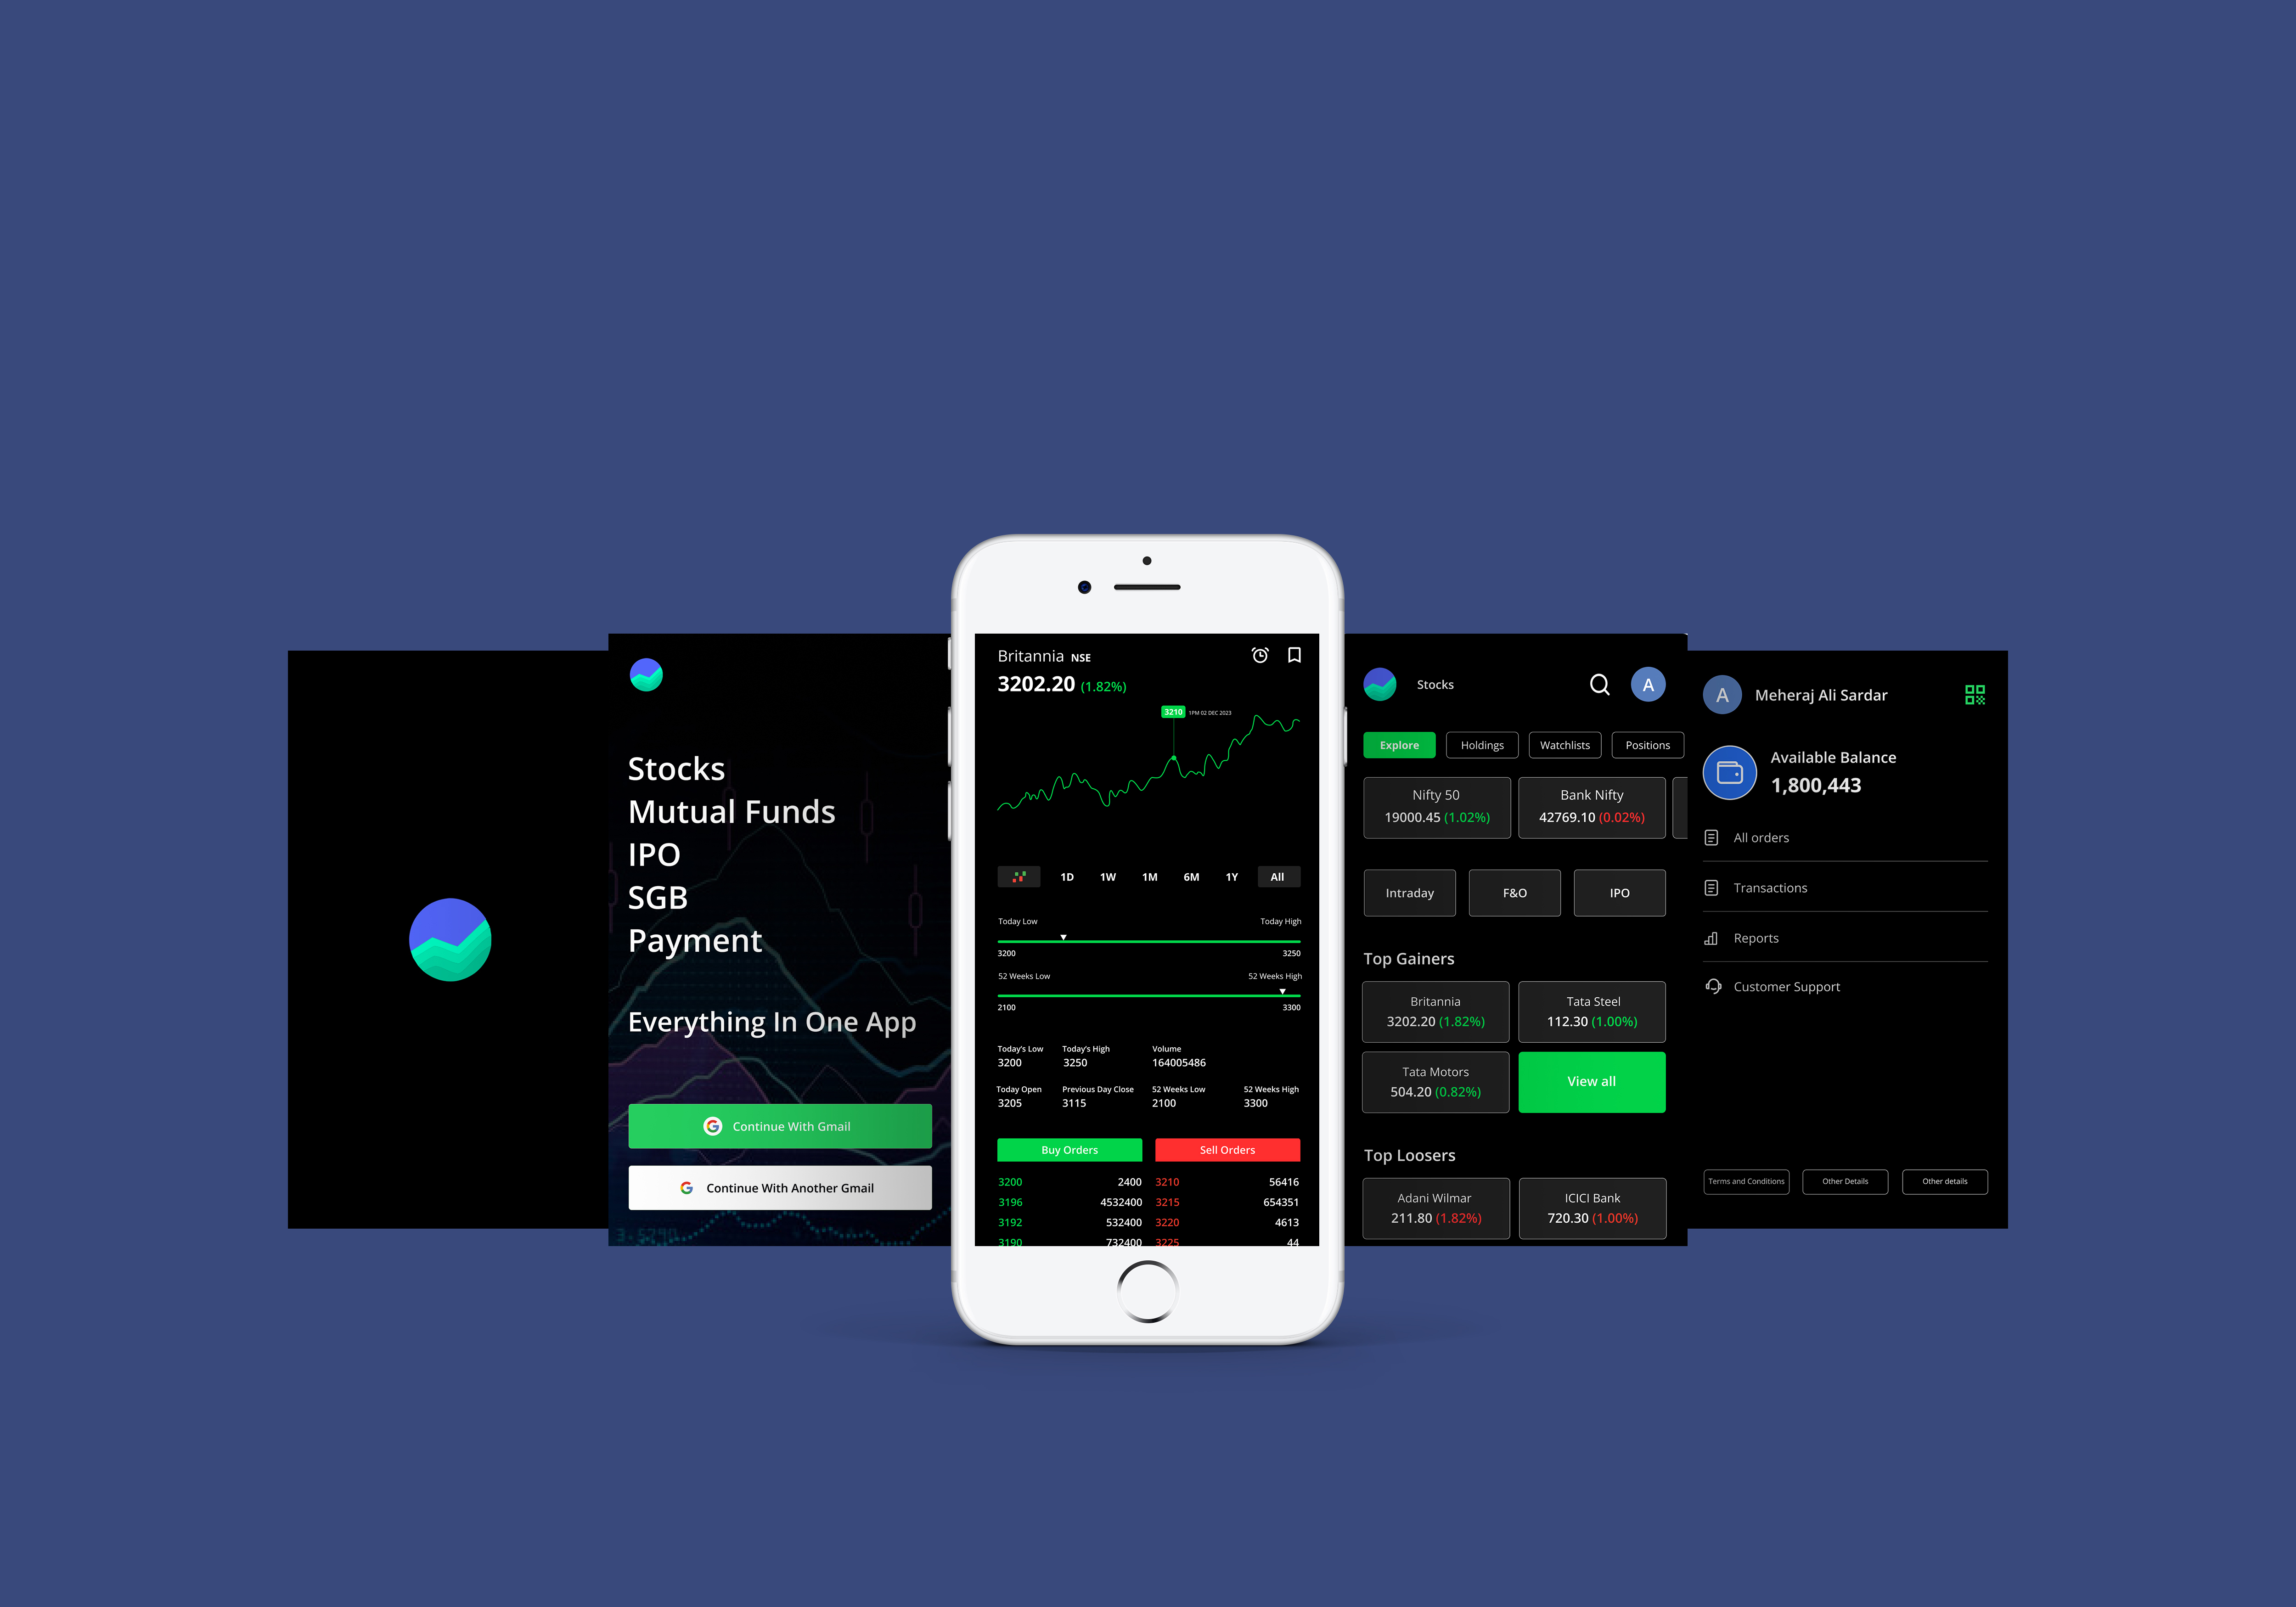 Stocks
Mutual Funds
IPO
SGB
Payment
Everything In One App
Continue With Gmail
Continue With Another Gmail
Britannia NSE
3202.20 (1.82%)
3210 1PM 02 DEC 2023
1D 1W 1M 6M 1Y All
Today Low Today High
3200 3250
52 Weeks Low 52 Weeks High
2100 3300
Today's Low Today's High Volume
3200 3250 164005486
Today Open Previous Day Close 52 Weeks Low 52 Weeks High
3205 3115 2100 3300
Buy Orders Sell Orders
3200 2400 3210 56416
3196 4532400 3215 654351
3192 532400 3220 4613
3190 732400 3225 44
Stocks A
Explore Holdings Watchlists Positions
Nifty 50 Bank Nifty
19000.45 (1.02%) 42769.10 (0.02%)
Intraday F&O IPO
Top Gainers
Britannia Tata Steel
3202.20 (1.82%) 112.30 (1.00%)
Tata Motors
504.20 (0.82%)
View all
Top Loosers
Adani Wilmar ICICI Bank
211.80 (1.82%) 720.30 (1.00%)
A Meheraj Ali Sardar
Available Balance
1,800,443
All orders
Transactions
Reports
Customer Support
Terms and Conditions Other Details Other details